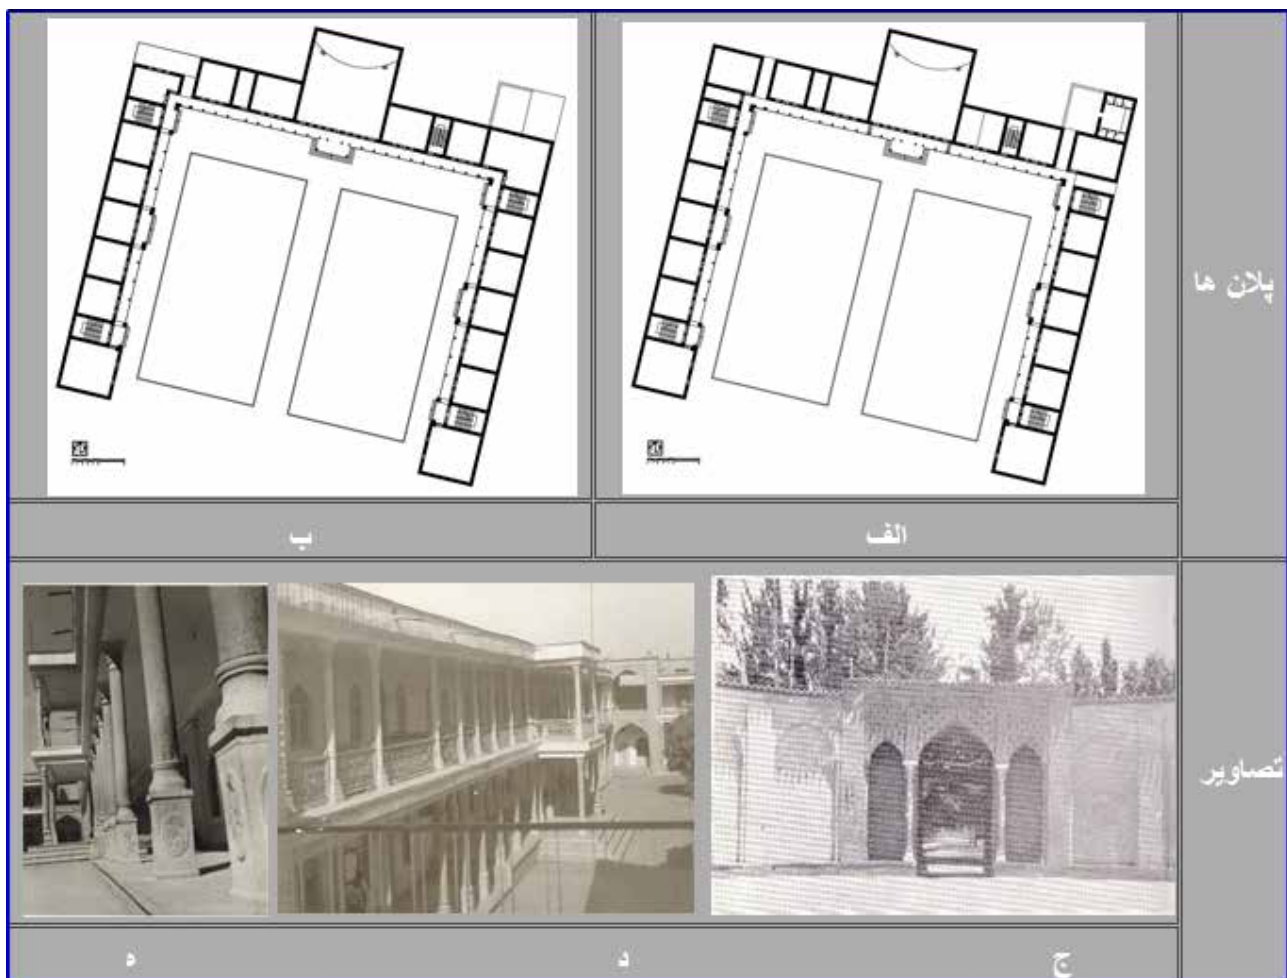 پلان ها
الف
ب
تصاویر
ج
د
ه